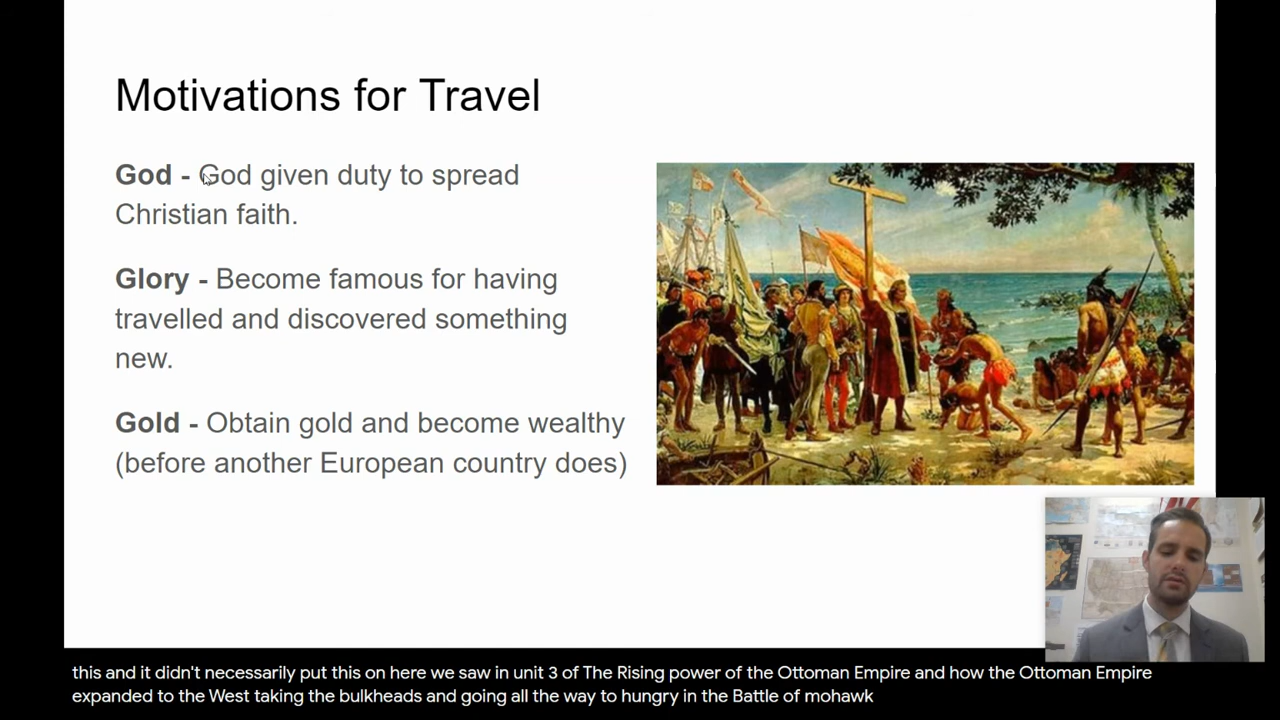 Motivations for Travel
God - God given duty to spread
Christian faith.
Glory - Become famous for having
travelled and discovered something
new.
Gold - Obtain gold and become wealthy
(before another European country does)
this and it didn't necessarily put this on here we saw in unit 3 of The Rising power of the Ottoman Empire and how the Ottoman Empire
expanded to the West taking the bulkheads and going all the way to hungry in the Battle of mohawk